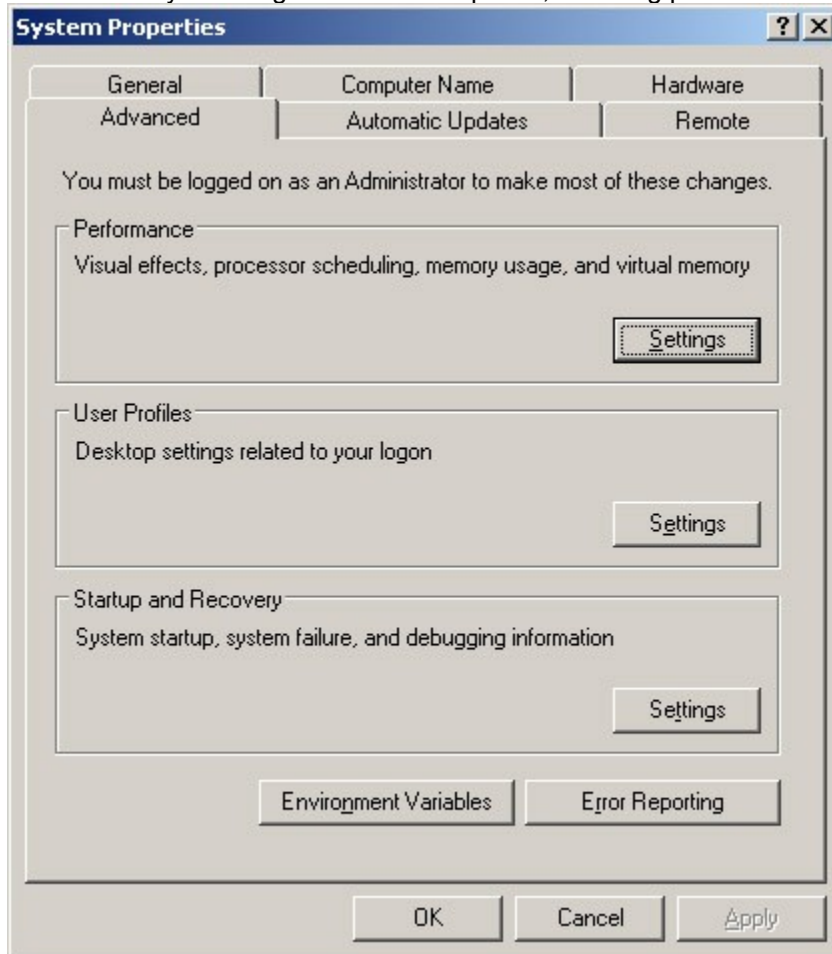 System Properties
General Computer Name Hardware
Advanced Automatic Updates Remote
You must be logged on as an Administrator to make most of these changes.
Performance
Visual effects, processor scheduling, memory usage, and virtual memory
Settings
User Profiles
Desktop settings related to your logon
Settings
Startup and Recovery
System startup, system failure, and debugging information
Settings
Environment Variables Error Reporting
OK Cancel Apply